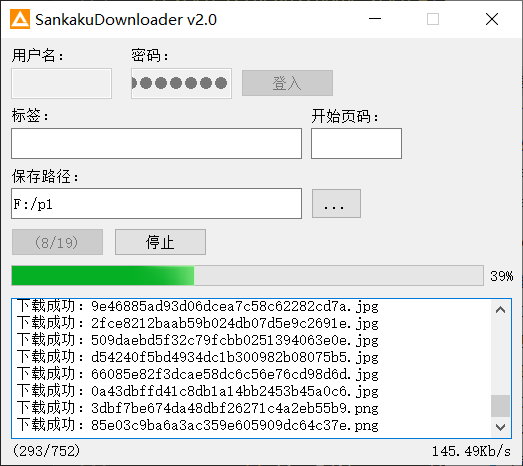 SankakuDownloader v2.0
用户名: 密码:
登入
标签: 开始页码:
保存路径:
F:/p1 ...
(8/19) 停止
39%
下载成功: 9e46885ad93d06dcea7c58c62282cd7a.jpg
下载成功: 2fce8212baab59b024db07d5e9c2691e.jpg
下载成功: 509daebd5f32c79fcbb0251394063e0e.jpg
下载成功: d54240f5bd4934dc1b300982b08075b5.jpg
下载成功: 66085e82f3dcae58dc6c56e76cd98d6d.jpg
下载成功: 0a43dbffd41c8db1a14bb2453b45a0c6.jpg
下载成功: 3dbf7be674da48dbf26271c4a2eb55b9.png
下载成功: 85e03c9ba6a3ac359e605909dc64c37e.png
(293/752) 145.49Kb/s